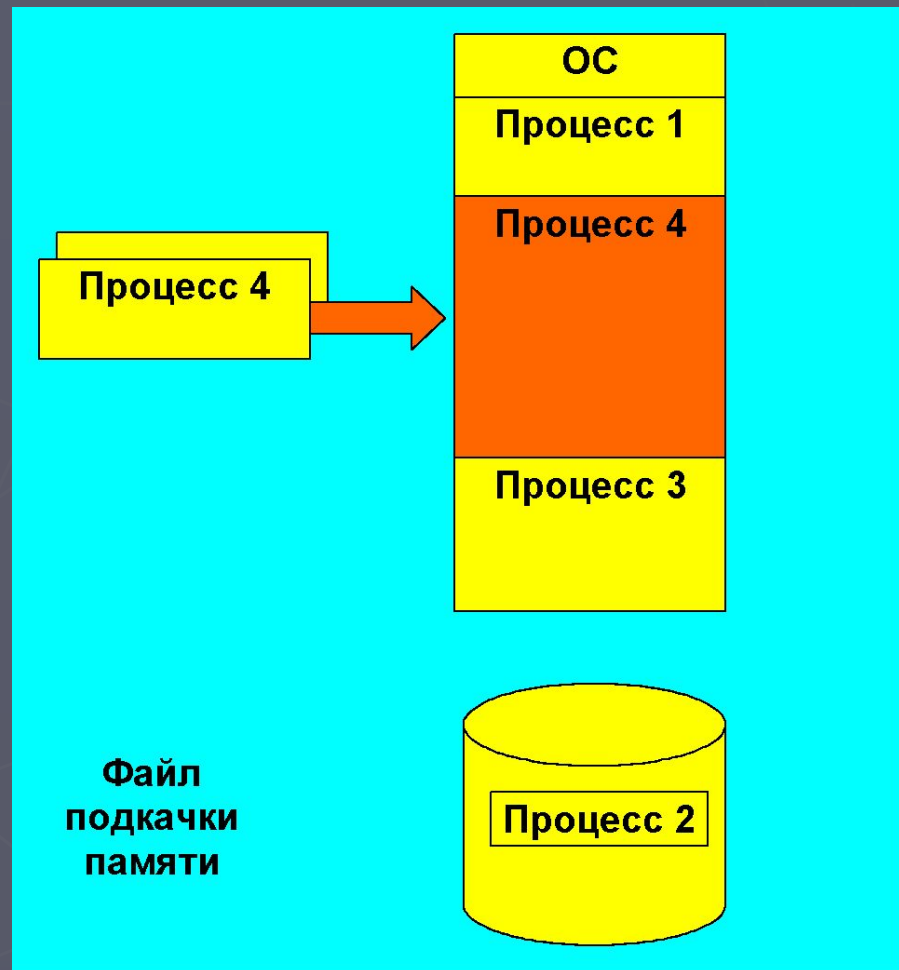 ОС
Процесс 1
Процесс 4
Процесс 4
Процесс 3
Файл
подкачки
памяти
Процесс 2